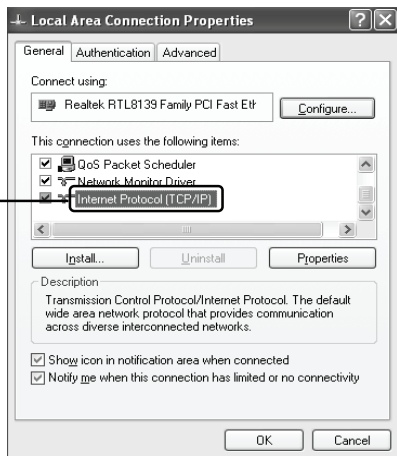 Local Area Connection Properties
General Authentication Advanced
Connect using:
Realtek RTL8139 Family PCI Fast Eth
Configure...
This connection uses the following items:
QoS Packet Scheduler
Network Monitor Driver
Internet Protocol (TCP/IP)
Install... Uninstall Properties
Description
Transmission Control Protocol/Internet Protocol. The default
wide area network protocol that provides communication
across diverse interconnected networks.
Show icon in notification area when connected
Notify me when this connection has limited or no connectivity
OK Cancel